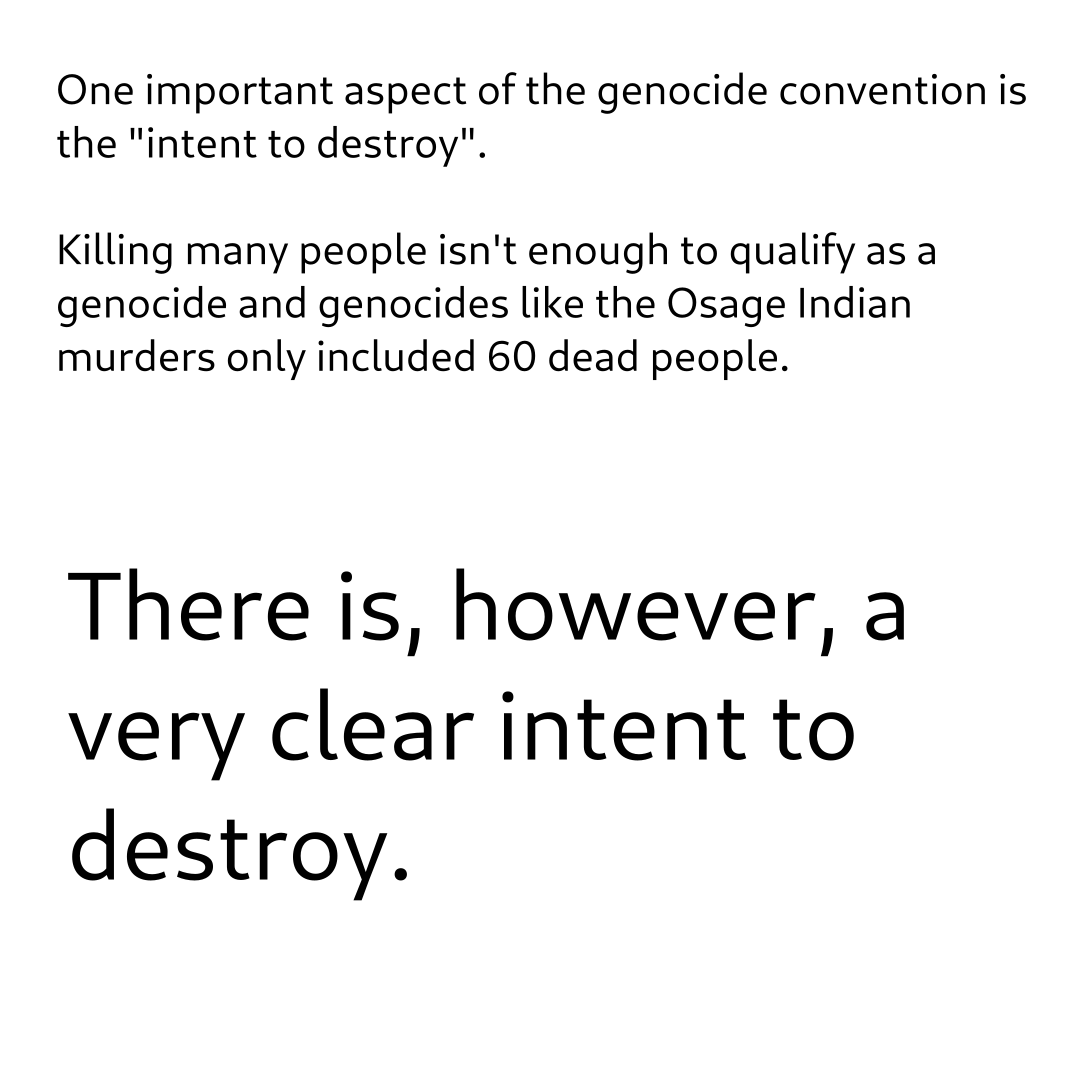 One important aspect of the genocide convention is
the "intent to destroy".
Killing many people isn't enough to qualify as a
genocide and genocides like the Osage Indian
murders only included 60 dead people.
There is, however, a
very clear intent to
destroy.